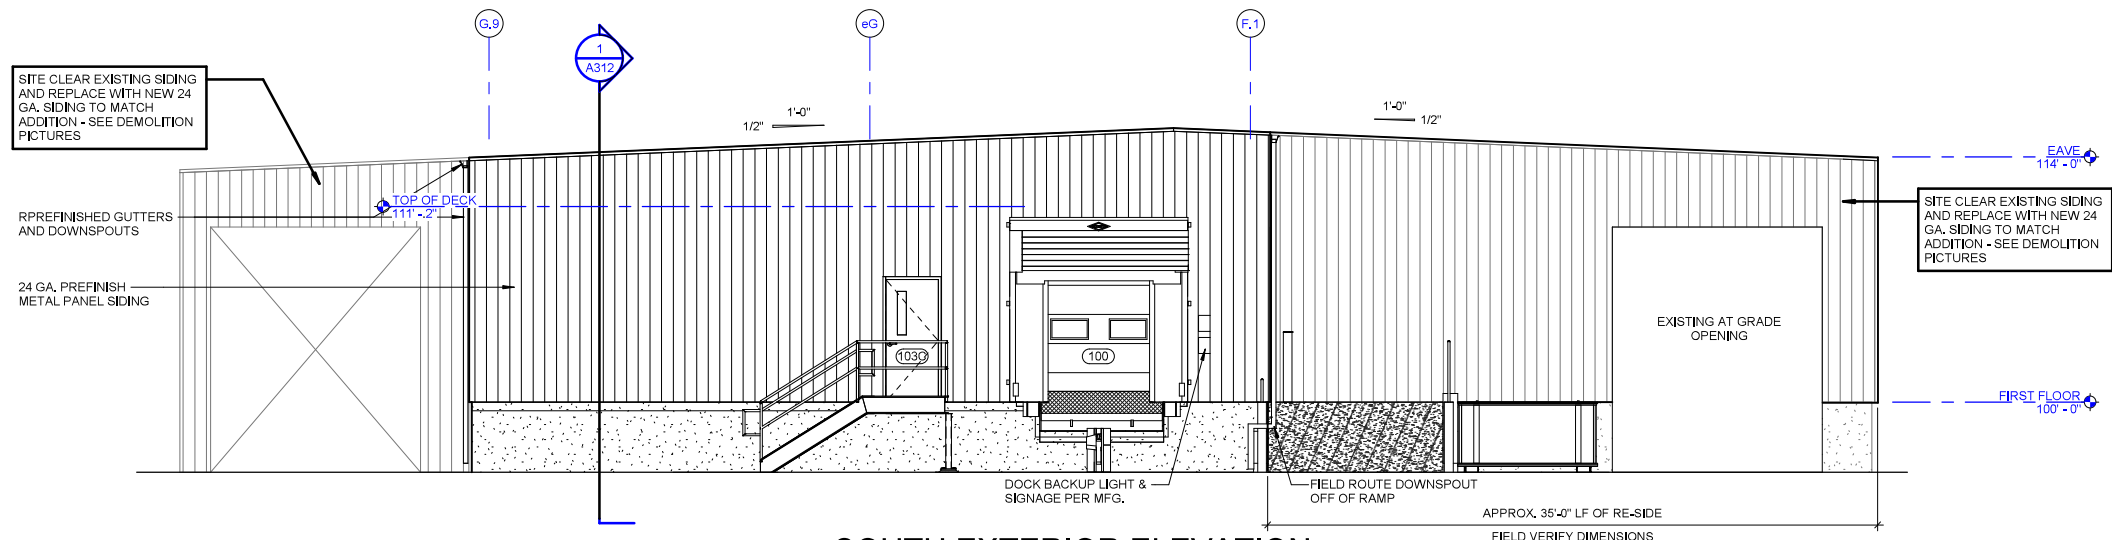 G.9
eG
F.1
1
A312
SITE CLEAR EXISTING SIDING
AND REPLACE WITH NEW 24
GA. SIDING TO MATCH
ADDITION - SEE DEMOLITION
PICTURES
1'-0"
1/2"
1'-0"
1/2"
EAVE
114' - 0"
TOP OF DECK
111' - .2"
RPREFINISHED GUTTERS
AND DOWNSPOUTS
SITE CLEAR EXISTING SIDING
AND REPLACE WITH NEW 24
GA. SIDING TO MATCH
ADDITION - SEE DEMOLITION
PICTURES
24 GA. PREFINISH
METAL PANEL SIDING
EXISTING AT GRADE
OPENING
103C
100
FIRST FLOOR
100' - 0"
DOCK BACKUP LIGHT &
SIGNAGE PER MFG.
FIELD ROUTE DOWNSPOUT
OFF OF RAMP
APPROX. 35'-0" LF OF RE-SIDE
FIELD VERIFY DIMENSIONS
SOUTH EXTERIOR ELEVATION